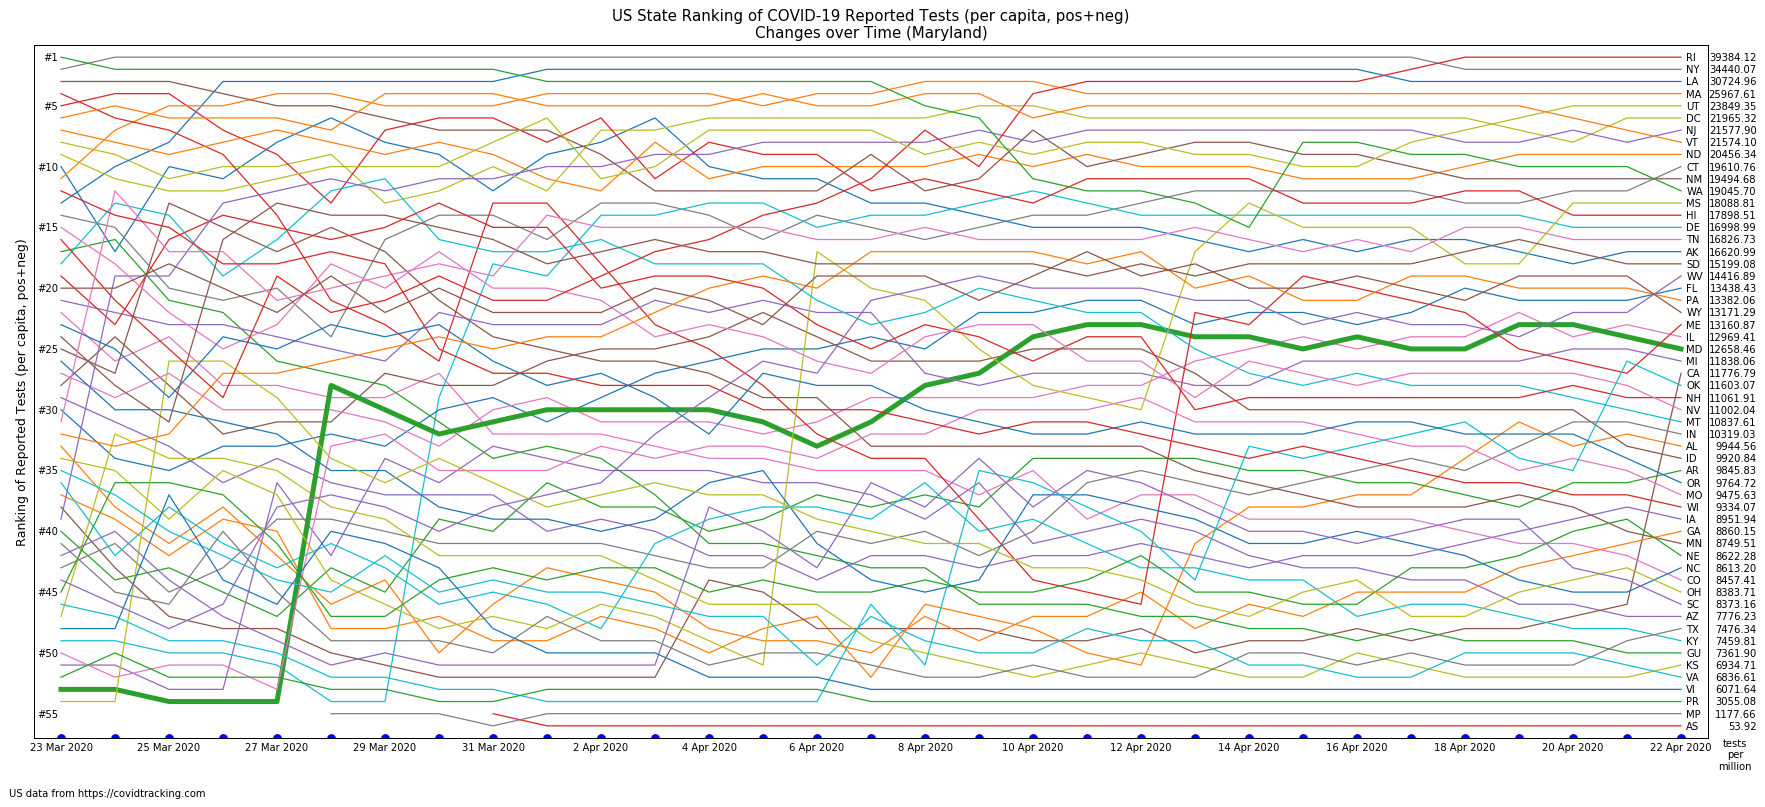 US State Ranking of COVID-19 Reported Tests (per capita, pos+neg)
Changes over Time (Maryland)
Ranking of Reported Tests (per capita, pos+neg)
#1
#5
#10
#15
#20
#25
#30
#35
#40
#45
#50
#55
RI 39384.12
NY 34440.07
LA 30724.96
MA 25967.61
UT 23849.35
DC 21965.32
NJ 21577.90
VT 21574.10
ND 20456.34
CT 19610.76
NM 19494.68
WA 19045.70
MS 18088.81
HI 17898.51
DE 16998.99
TN 16826.73
AK 16620.99
SD 15199.08
WV 14416.89
FL 13438.43
PA 13382.06
WY 13171.29
ME 13160.87
IL 12969.41
MD 12658.46
MI 11838.06
CA 11776.79
OK 11603.07
NH 11061.91
NV 11002.04
MT 10837.61
IN 10319.03
AL 9944.56
ID 9920.84
AR 9845.83
OR 9764.72
MO 9475.63
WI 9334.07
IA 8951.94
GA 8860.15
MN 8749.51
NE 8622.28
NC 8613.20
CO 8457.41
OH 8383.71
SC 8373.16
AZ 7776.23
TX 7476.34
KY 7459.81
GU 7361.90
KS 6934.71
VA 6836.61
VI 6071.64
PR 3055.08
MP 1177.66
AS 53.92
23 Mar 2020 25 Mar 2020 27 Mar 2020 29 Mar 2020 31 Mar 2020 2 Apr 2020 4 Apr 2020 6 Apr 2020 8 Apr 2020 10 Apr 2020 12 Apr 2020 14 Apr 2020 16 Apr 2020 18 Apr 2020 20 Apr 2020 22 Apr 2020
tests
per
million
US data from https://covidtracking.com